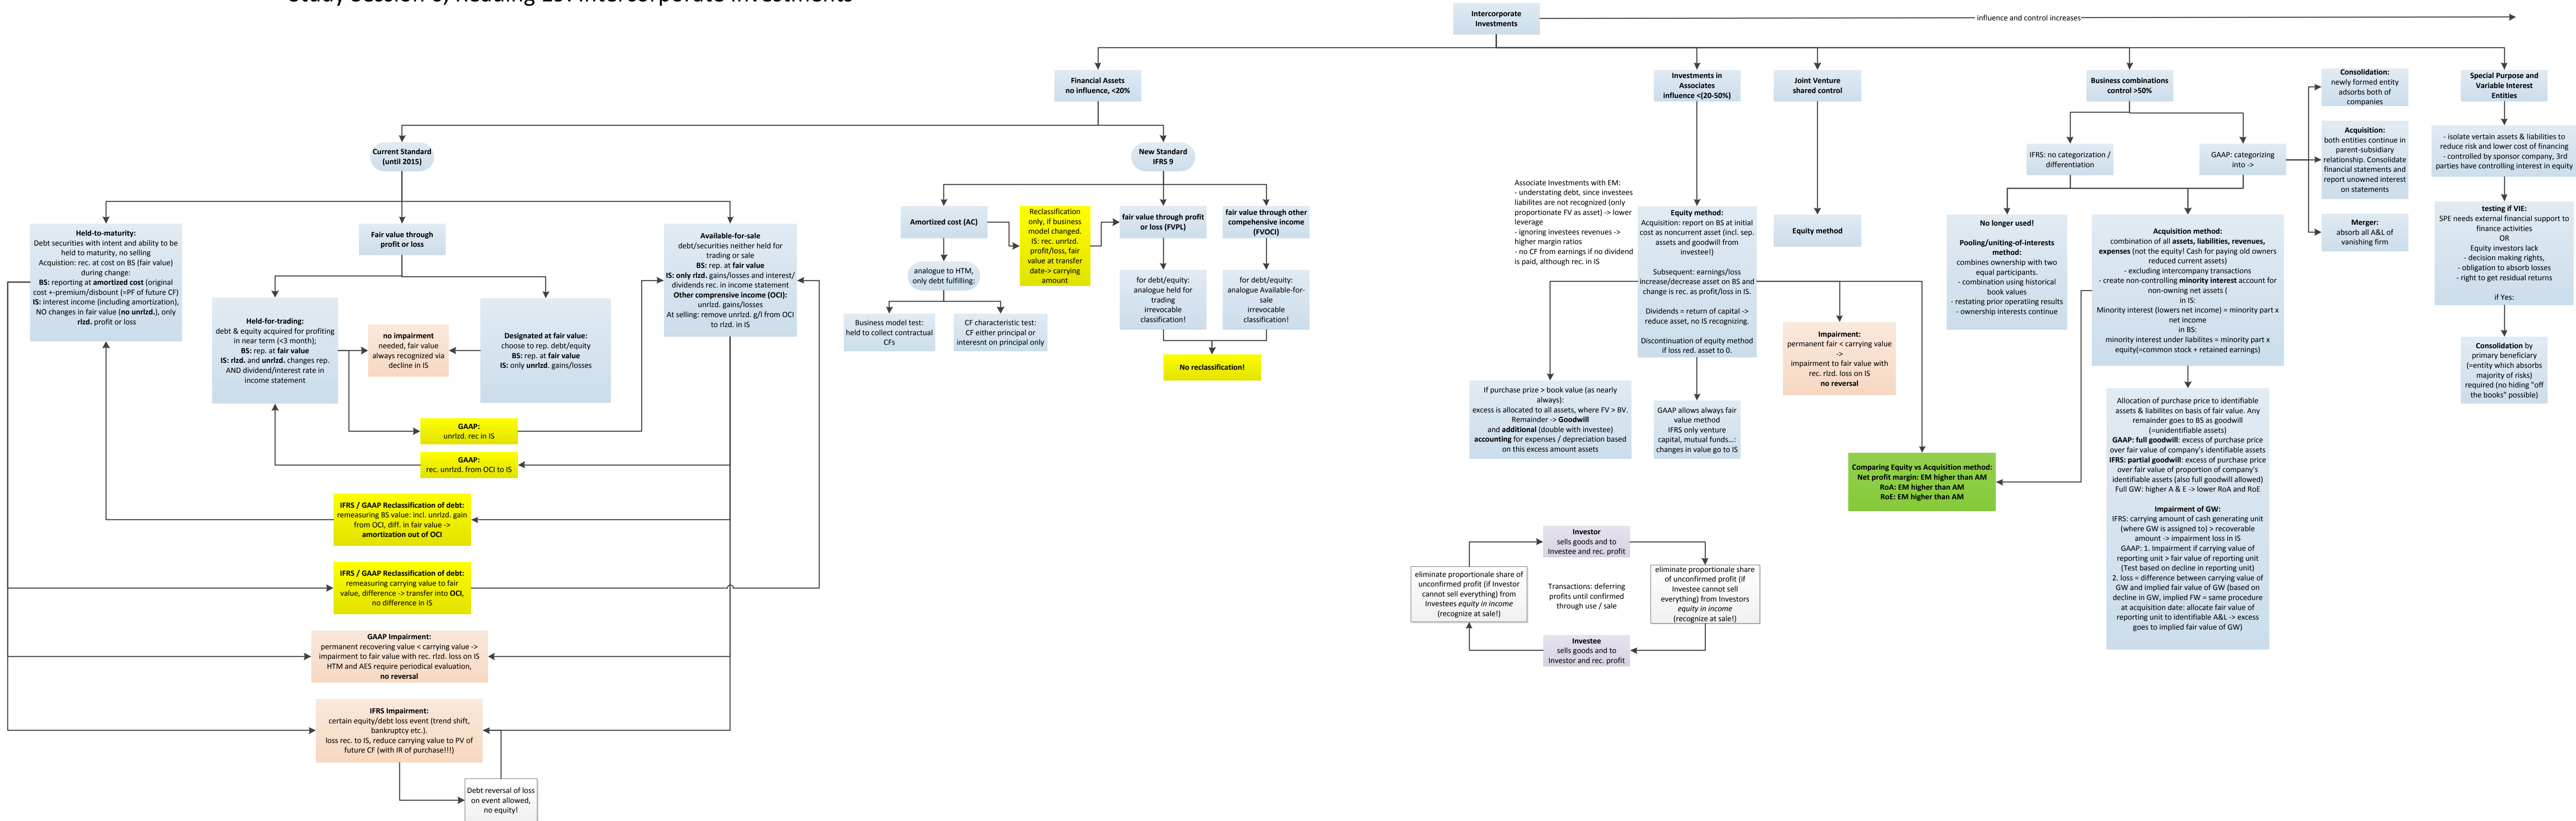 Study Session 6, Reading 19: Intercorporate Investments
Intercorporate
Investments
influence and control increases
Financial Assets
no influence, <20%
Investments in
Associates
influence <(20-50%)
Joint Venture
shared control
Business combinations
control >50%
Consolidation:
newly formed entity
adsorbs both of
companies
Special Purpose and
Variable Interest
Entities
Current Standard
(until 2015)
New Standard
IFRS 9
IFRS: no categorization /
differentiation
GAAP: categorizing
into ->
Acquisition:
both entities continue in
parent-subsidiary
relationship. Consolidate
financial statements and
report unowned interest
on statements
Merger:
absorb all A&L of
vanishing firm
- isolate vertain assets & liabilities to
reduce risk and lower cost of financing
- controlled by sponsor company, 3rd
parties have controlling interest in equity
testing if VIE:
SPE needs external financial support to
finance activities
OR
Equity investors lack
- decision making rights,
- obligation to absorb losses
- right to get residual returns
if Yes:
Consolidation by
primary beneficiary
(=entity which absorbs
majority of risks)
required (no hiding "off
the books" possible)
Held-to-maturity:
Debt securities with intent and ability to be
held to maturity, no selling
Acquistion: rec. at cost on BS (fair value)
during change:
BS: reporting at amortized cost (original
cost +-premium/disbount (=PF of future CF)
IS: interest income (including amortization),
NO changes in fair value (no unrlzd.), only
rlzd. profit or loss
Fair value through
profit or loss
Available-for-sale
debt/securities neither held for
trading or sale
BS: rep. at fair value
IS: only rlzd. gains/losses and interest/
dividends rec. in income statement
Other comprensive income (OCI):
unrlzd. gains/losses
At selling: remove unrlzd. g/l from OCI
to rlzd. in IS
Held-for-trading:
debt & equity acquired for profiting
in near term (<3 month);
BS: rep. at fair value
IS: rlzd. and unrlzd. changes rep.
AND dividend/interest rate in
income statement
no impairment
needed, fair value
always recognized via
decline in IS
Designated at fair value:
choose to rep. debt/equity
BS: rep. at fair value
IS: only unrlzd. gains/losses
GAAP:
unrlzd. rec in IS
GAAP:
rec. unrlzd. from OCI to IS
IFRS / GAAP Reclassification of debt:
remeasuring BS value: incl. unrlzd. gain
from OCI, diff. in fair value ->
amortization out of OCI
IFRS / GAAP Reclassification of debt:
remeasuring carrying value to fair
value, difference -> transfer into OCI,
no difference in IS
GAAP Impairment:
permanent recovering value < carrying value ->
impairment to fair value with rec. rlzd. loss on IS
HTM and AES require periodical evaluation,
no reversal
IFRS Impairment:
certain equity/debt loss event (trend shift,
bankruptcy etc.).
loss rec. to IS, reduce carrying value to PV of
future CF (with IR of purchase!!!)
Debt reversal of loss
on event allowed,
no equity!
Amortized cost (AC)
Reclassification
only, if business
model changed.
IS: rec. unrlzd.
profit/loss, fair
value at transfer
date-> carrying
amount
fair value through profit
or loss (FVPL)
fair value through other
compehensive income
(FVOCI)
analogue to HTM,
only debt fulfilling:
Business model test:
held to collect contractual
CFs
CF characteristic test:
CF either principal or
interesnt on principal only
for debt/equity:
analogue held for
trading
irrevocable
classification!
for debt/equity:
analogue Available-for-
sale
irrevocable
classification!
No reclassification!
Associate Investments with EM:
- understating debt, since investees
liabilites are not recognized (only
proportionate FV as asset) -> lower
leverage
- ignoring investees revenues ->
higher margin ratios
- no CF from earnings if no dividend
is paid, although rec. in IS
Equity method:
Acquisition: report on BS at initial
cost as noncurrent asset (incl. sep.
assets and goodwill from
investee!)
Subsequent: earnings/loss
increase/decrease asset on BS and
change is rec. as profit/loss in IS.
Dividends = return of capital ->
reduce asset, no IS recognizing.
Discontinuation of equity method
if loss red. asset to 0.
Equity method
If purchase prize > book value (as nearly
always):
excess is allocated to all assets, where FV > BV.
Remainder -> Goodwill
and additional (double with investee)
accounting for expenses / depreciation based
on this excess amount assets
GAAP allows always fair
value method
IFRS only venture
capital, mutual funds...:
changes in value go to IS
Impairment:
permanent fair < carrying value
->
impairment to fair value with
rec. rlzd. loss on IS
no reversal
Comparing Equity vs Acquisition method:
Net profit margin: EM higher than AM
RoA: EM higher than AM
RoE: EM higher than AM
No longer used!
Pooling/uniting-of-interests
method:
combines ownership with two
equal participants.
- combination using historical
book values
- restating prior operating results
- ownership interests continue
Acquisition method:
combination of all assets, liabilities, revenues,
expenses (not the equity! Cash for paying old owners
reduced current assets)
- excluding intercompany transactions
- create non-controlling minority interest account for
non-owning net assets (
in IS:
Minority interest (lowers net income) = minority part x
net income
in BS:
minority interest under liabilites = minority part x
equity(=common stock + retained earnings)
Allocation of purchase price to identifiable
assets & liabilites on basis of fair value. Any
remainder goes to BS as goodwill
(=unidentifiable assets)
GAAP: full goodwill: excess of purchase price
over fair value of company's identifiable assets
IFRS: partial goodwill: excess of purchase price
over fair value of proportion of company's
identifiable assets (also full goodwill allowed)
Full GW: higher A & E -> lower RoA and RoE
Impairment of GW:
IFRS: carrying amount of cash generating unit
(where GW is assigned to) > recoverable
amount -> impairment loss in IS
GAAP: 1. Impairment if carrying value of
reporting unit > fair value of reporting unit
(Test based on decline in reporting unit)
2. loss = difference between carrying value of
GW and implied fair value of GW (based on
decline in GW, implied FW = same procedure
at acquisition date: allocate fair value of
reporting unit to identifiable A&L -> excess
goes to implied fair value of GW)
Investor
sells goods and to
Investee and rec. profit
eliminate proportionale share of
unconfirmed profit (if Investor
cannot sell everything) from
Investees equity in income
(recognize at sale!)
Transactions: deferring
profits until confirmed
through use / sale
eliminate proportionale share
of unconfirmed profit (if
Investee cannot sell
everything) from Investors
equity in income
(recognize at sale!)
Investee
sells goods and to
Investor and rec. profit